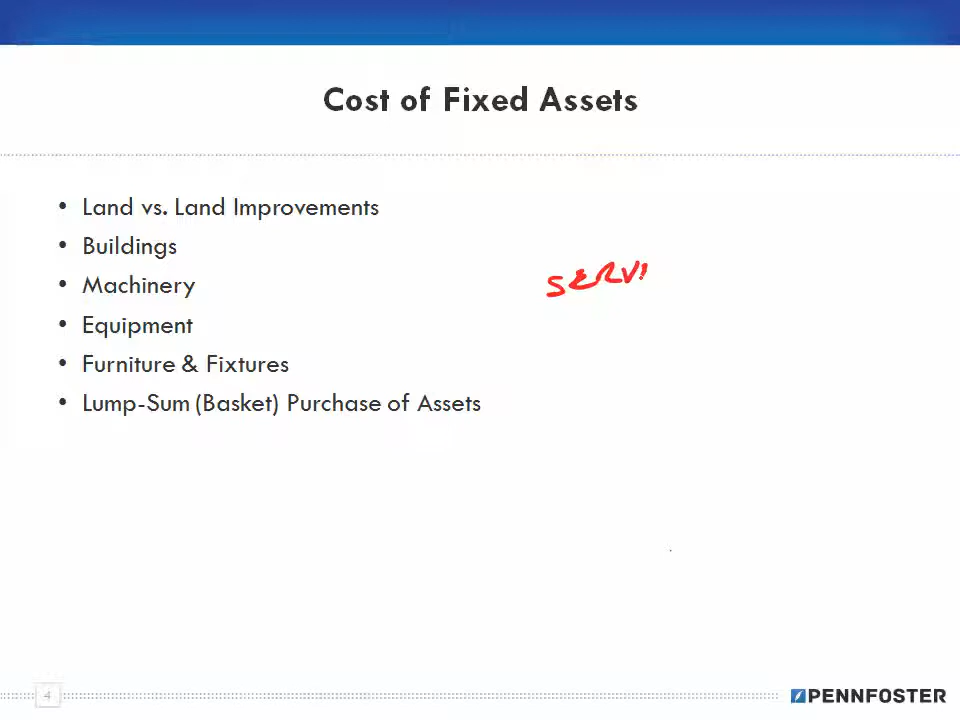 Cost of Fixed Assets
• Land vs. Land Improvements
• Buildings
• Machinery
SERVI
• Equipment
• Furniture & Fixtures
• Lump-Sum (Basket) Purchase of Assets
4
PENNFOSTER